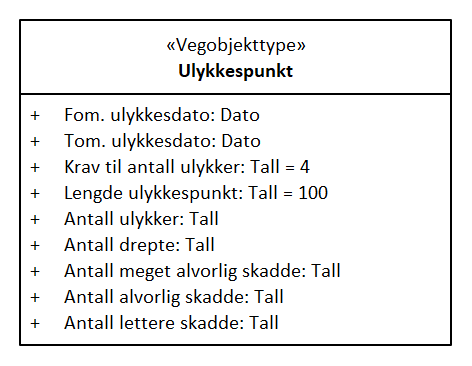 «Vegobjekttype»
Ulykkespunkt
+ Fom. ulykkesdato: Dato
+ Tom. ulykkesdato: Dato
+ Krav til antall ulykker: Tall = 4
+ Lengde ulykkespunkt: Tall = 100
+ Antall ulykker: Tall
+ Antall drepte: Tall
+ Antall meget alvorlig skadde: Tall
+ Antall alvorlig skadde: Tall
+ Antall lettere skadde: Tall